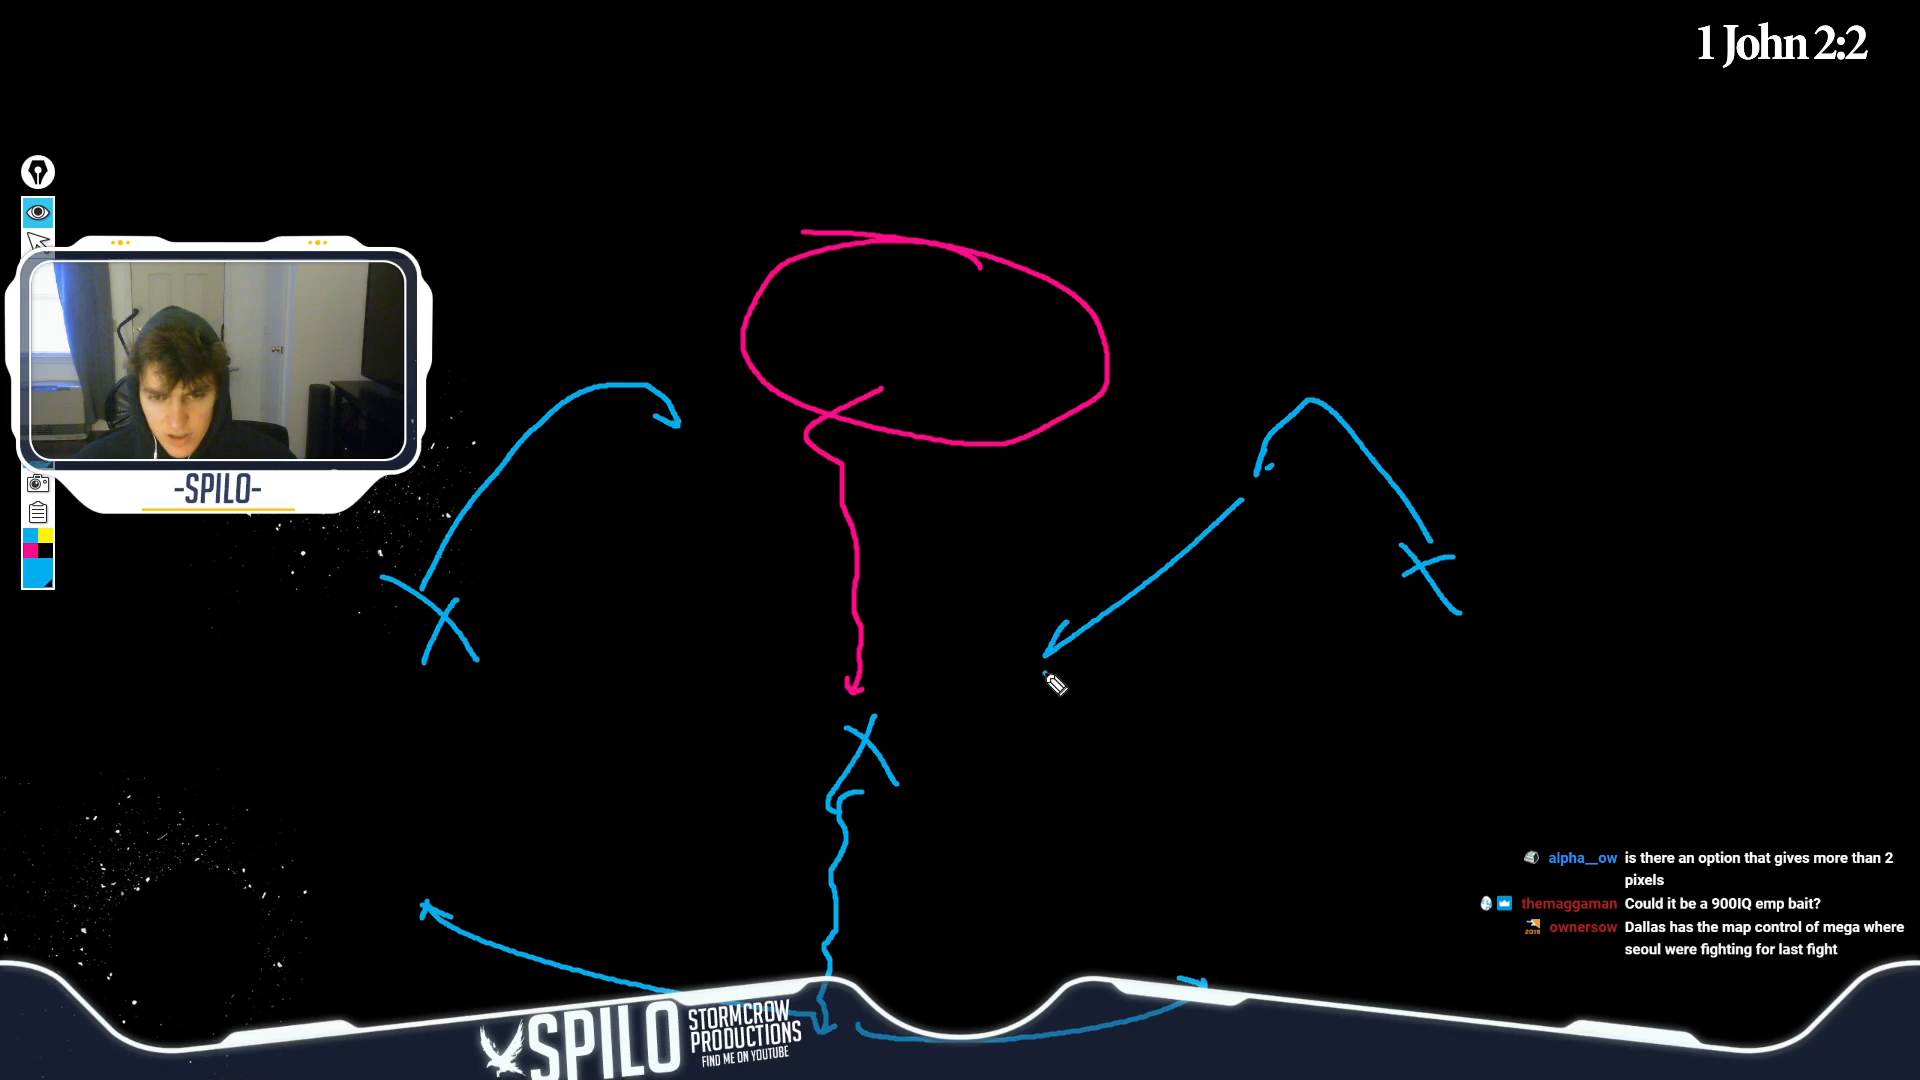 1 John 2:2
-SPILO-
alpha__ow is there an option that gives more than 2
pixels
themaggaman Could it be a 900IQ emp bait?
2018 ownersow Dallas has the map control of mega where
seoul were fighting for last fight
SPILO
STORMCROW
PRODUCTIONS
FIND ME ON YOUTUBE